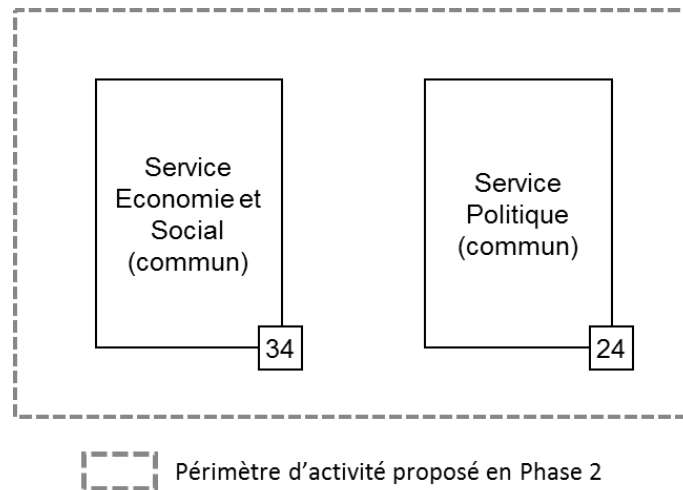 Service
Economie et
Social
(commun)
34
Service
Politique
(commun)
24
Périmètre d’activité proposé en Phase 2